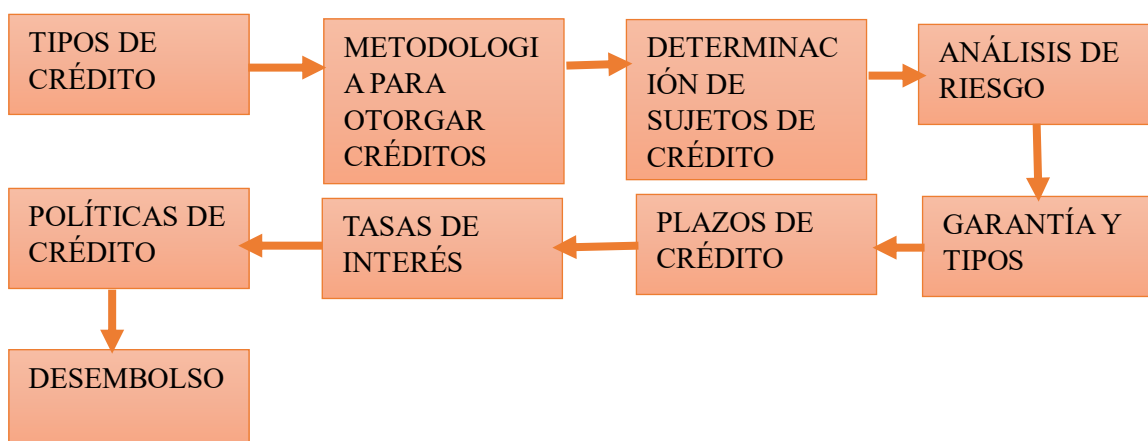 TIPOS DE
CRÉDITO
METODOLOGI
A PARA
OTORGAR
CRÉDITOS
DETERMINAC
IÓN DE
SUJETOS DE
CRÉDITO
ANÁLISIS DE
RIESGO
GARANTÍA Y
TIPOS
PLAZOS DE
CRÉDITO
TASAS DE
INTERÉS
POLÍTICAS DE
CRÉDITO
DESEMBOLSO